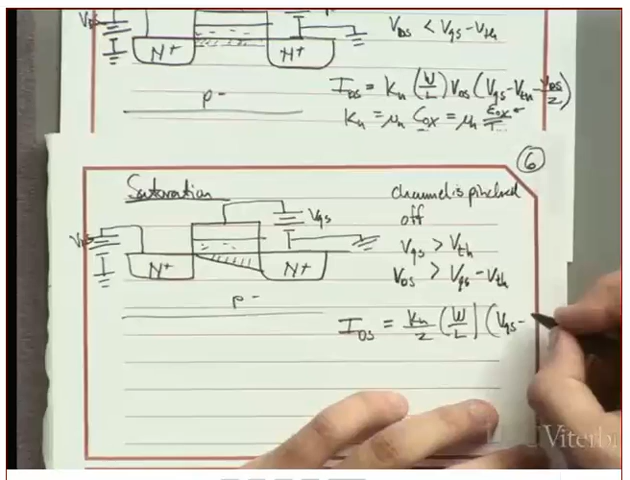 V_DS
V_DS < V_gs - V_th
N+ N+
I_DS = K_n (W/L) V_DS (V_gs - V_th - V_DS/2)
p-
K_n = μ_n C_ox = μ_n ε_ox/T
6
Saturation
channel is pinched
off
V_gs
V_gs > V_th
V_DS > V_gs - V_th
N+ N+
p-
I_DS = K_n/2 (W/L) (V_gs -
Viterbi